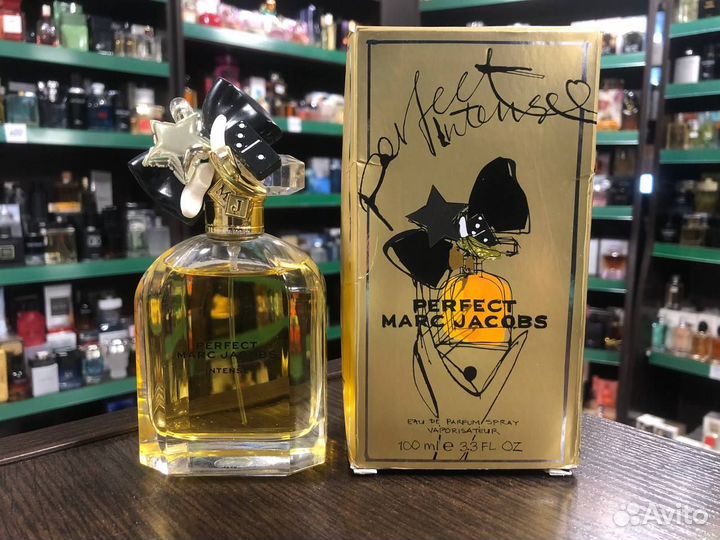 perfect
intense
PERFECT
MARC JACOBS
EAU DE PARFUM/SPRAY
VAPORISATEUR
100 ml e 3.3 FL OZ
MJ
PERFECT
MARC JACOBS
INTENSE
Avito